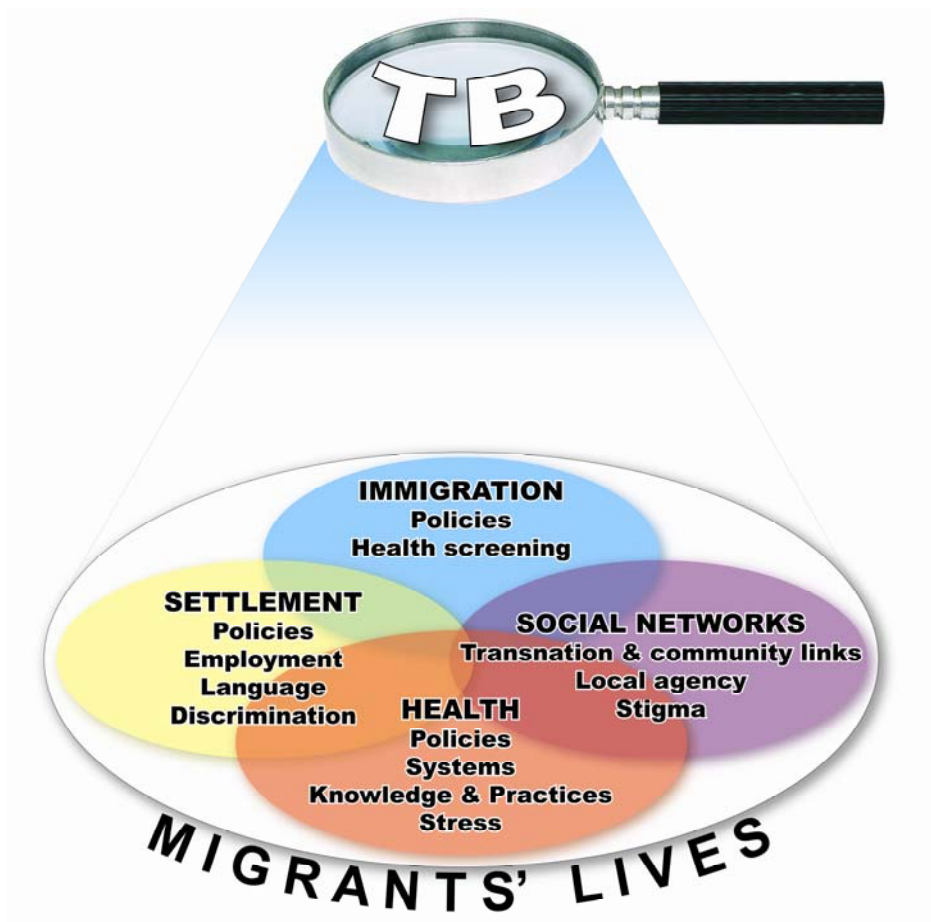 TB
IMMIGRATION
Policies
Health screening
SETTLEMENT
Policies
Employment
Language
Discrimination
SOCIAL NETWORKS
Transnation & community links
Local agency
Stigma
HEALTH
Policies
Systems
Knowledge & Practices
Stress
MIGRANTS' LIVES